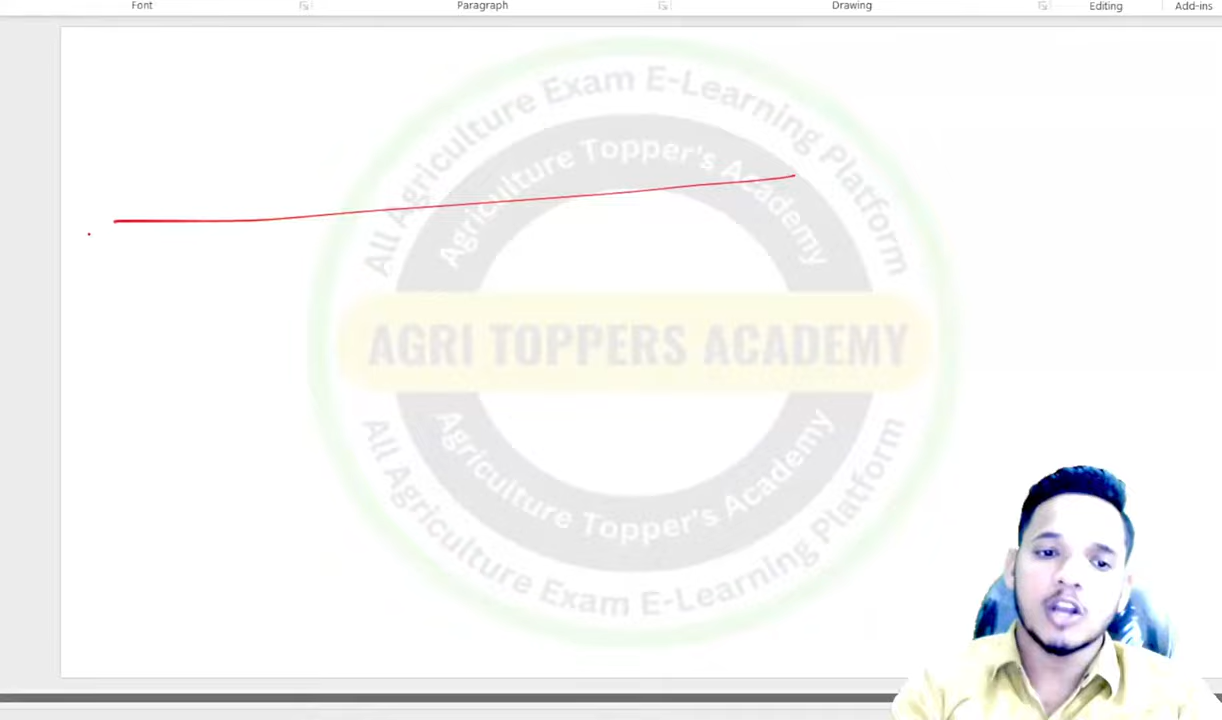 Font Paragraph Drawing Editing Add-ins
All Agriculture Exam E-Learning Platform
Agriculture Topper's Academy
AGRI TOPPERS ACADEMY
Agriculture Topper's Academy
All Agriculture Exam E-Learning Platform